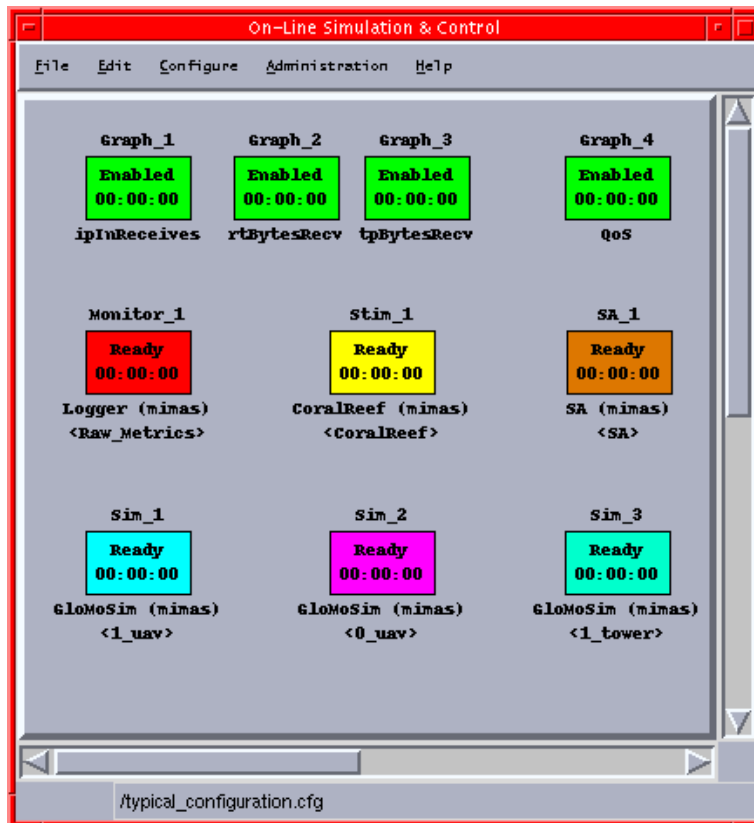 On-Line Simulation & Control
File Edit Configure Administration Help
Graph_1 Graph_2 Graph_3 Graph_4
Enabled Enabled Enabled Enabled
00:00:00 00:00:00 00:00:00 00:00:00
ipInReceives rtBytesRecv tpBytesRecv QoS
Monitor_1 Stim_1 SA_1
Ready Ready Ready
00:00:00 00:00:00 00:00:00
Logger (mimas) CoralReef (mimas) SA (mimas)
<Raw_Metrics> <CoralReef> <SA>
Sim_1 Sim_2 Sim_3
Ready Ready Ready
00:00:00 00:00:00 00:00:00
GloMoSim (mimas) GloMoSim (mimas) GloMoSim (mimas)
<1_uav> <0_uav> <1_tower>
/typical_configuration.cfg